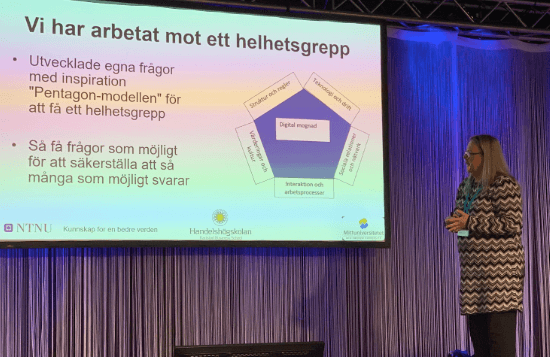 Vi har arbetat mot ett helhetsgrepp
• Utvecklade egna frågor
med inspiration
"Pentagon-modellen" för
att få ett helhetsgrepp
• Så få frågor som möjligt
för att säkerställa att så
många som möjligt svarar
Struktur och regler
Teknologi och drift
Digital mognad
Värderingar och
kultur
Sociala relationer
och nätverk
Interaktion och
arbetsprocesser
NTNU
Kunnskap for en bedre verden
Handelshögskolan
Mittuniversitetet